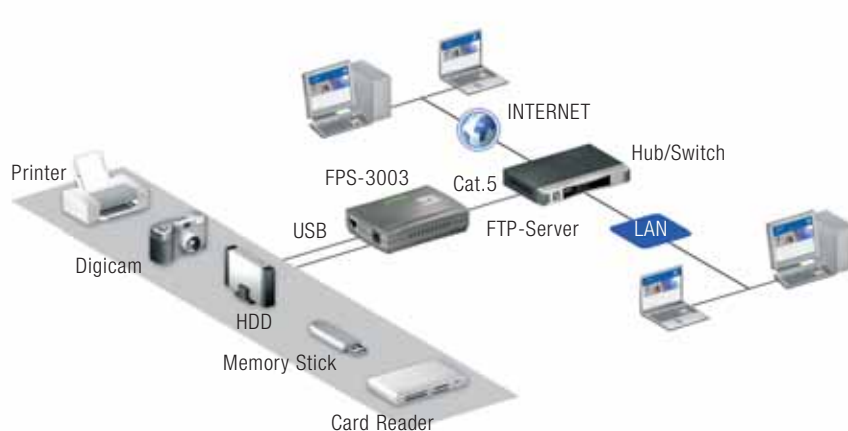 INTERNET
Hub/Switch
Printer
FPS-3003
Cat.5
USB
FTP-Server
LAN
Digicam
HDD
Memory Stick
Card Reader